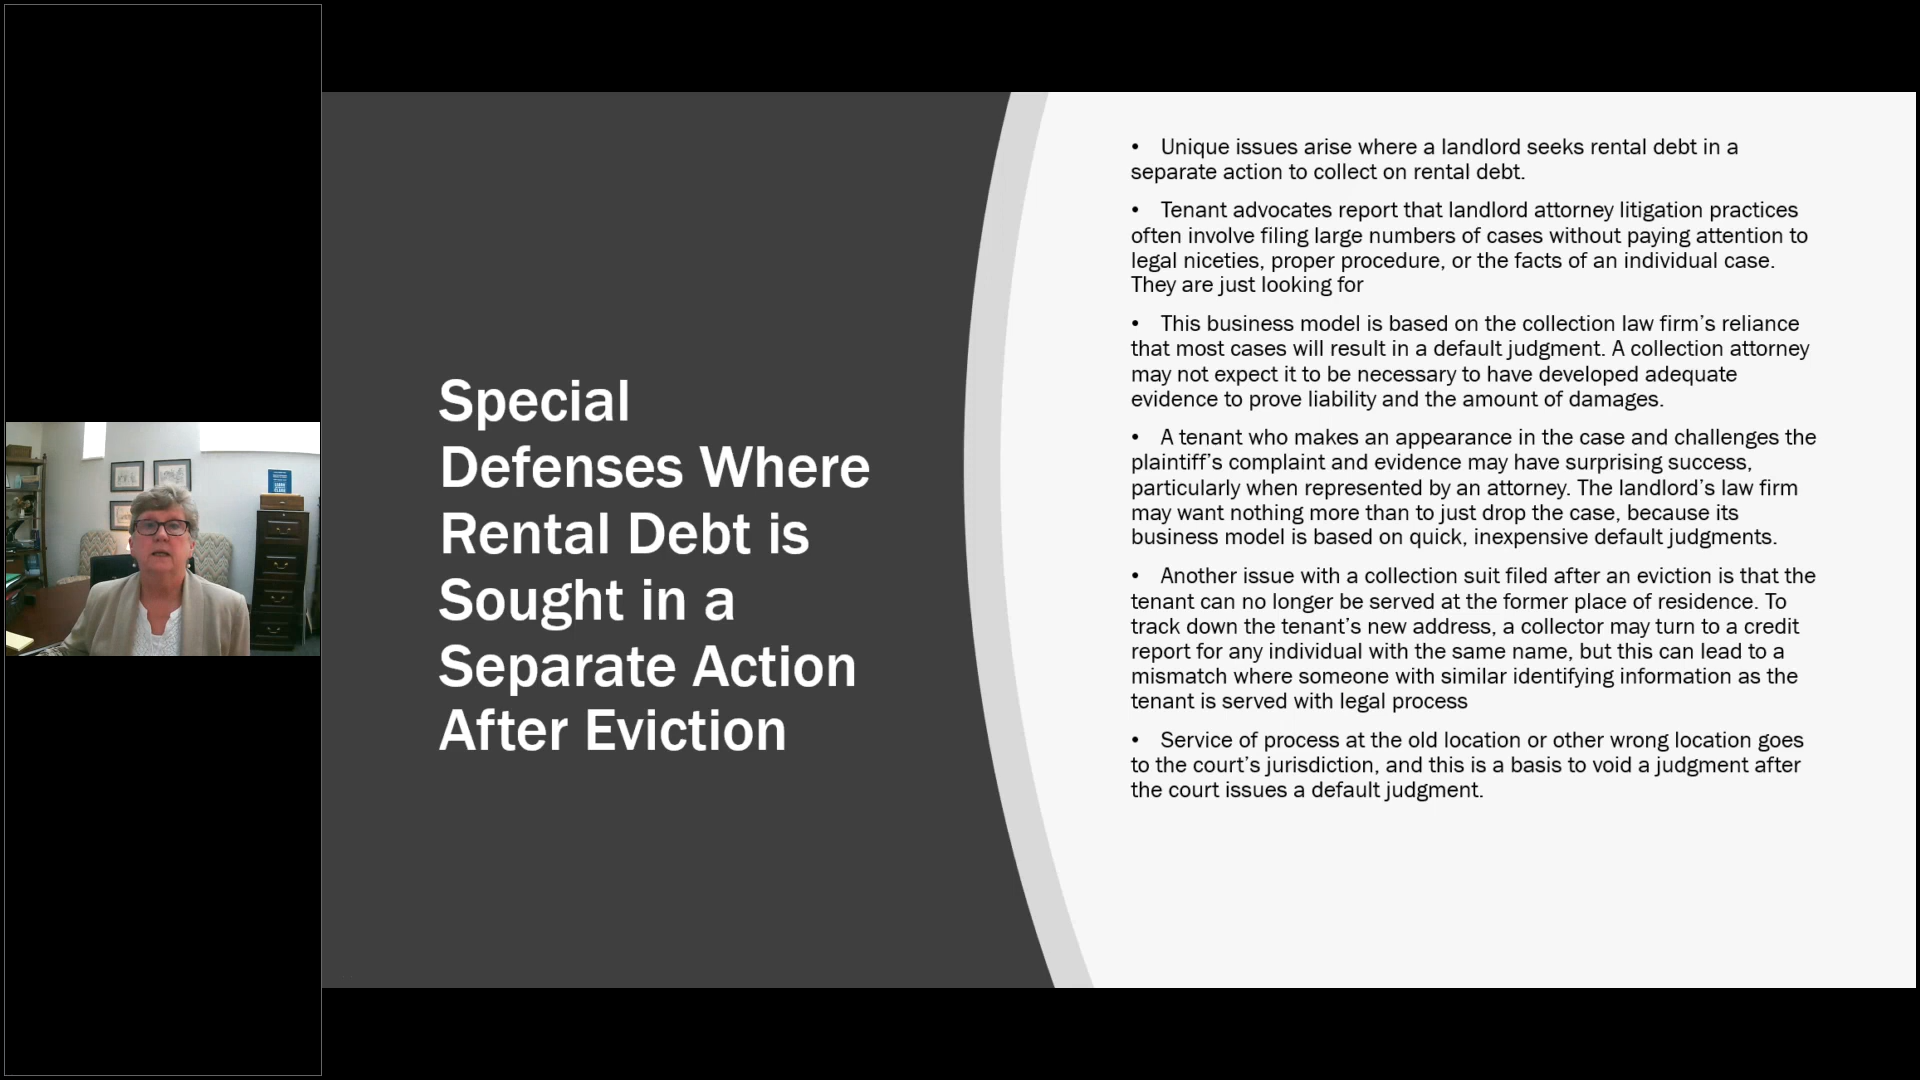 Special
Defenses Where
Rental Debt is
Sought in a
Separate Action
After Eviction
• Unique issues arise where a landlord seeks rental debt in a
separate action to collect on rental debt.
• Tenant advocates report that landlord attorney litigation practices
often involve filing large numbers of cases without paying attention to
legal niceties, proper procedure, or the facts of an individual case.
They are just looking for
• This business model is based on the collection law firm’s reliance
that most cases will result in a default judgment. A collection attorney
may not expect it to be necessary to have developed adequate
evidence to prove liability and the amount of damages.
• A tenant who makes an appearance in the case and challenges the
plaintiff’s complaint and evidence may have surprising success,
particularly when represented by an attorney. The landlord’s law firm
may want nothing more than to just drop the case, because its
business model is based on quick, inexpensive default judgments.
• Another issue with a collection suit filed after an eviction is that the
tenant can no longer be served at the former place of residence. To
track down the tenant’s new address, a collector may turn to a credit
report for any individual with the same name, but this can lead to a
mismatch where someone with similar identifying information as the
tenant is served with legal process
• Service of process at the old location or other wrong location goes
to the court’s jurisdiction, and this is a basis to void a judgment after
the court issues a default judgment.